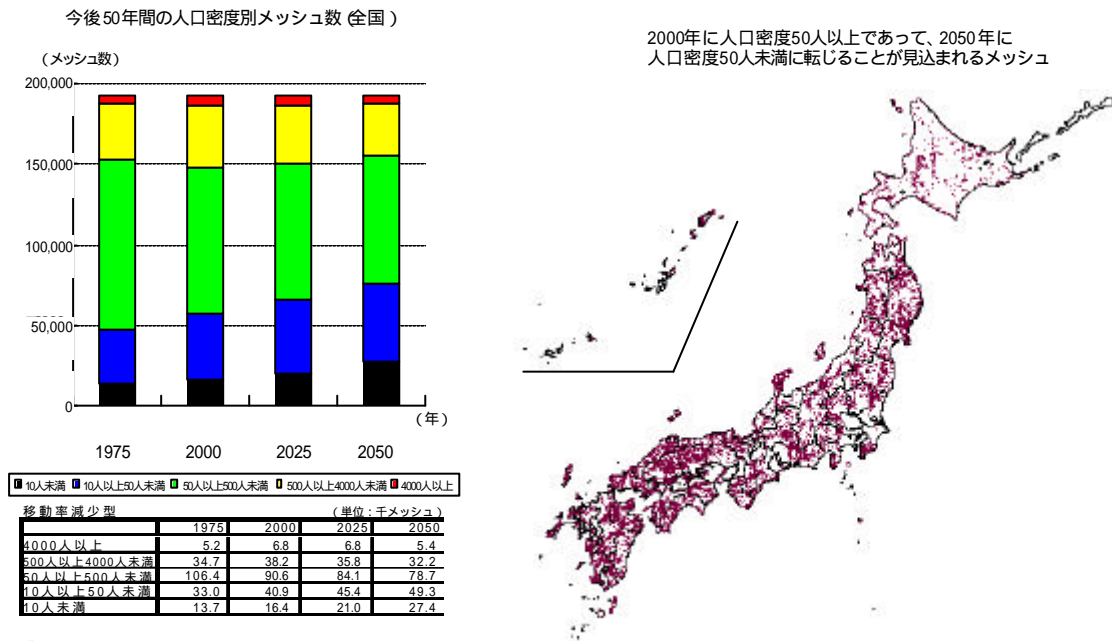 今後50年間の人口密度別メッシュ数(全国)
(メッシュ数)
200,000
150,000
100,000
50,000
0
(年)
1975 2000 2025 2050
10人未満 10人以上50人未満 50人以上500人未満 500人以上4000人未満 4000人以上
移動率減少型 (単位:千メッシュ)
1975 2000 2025 2050
4000人以上 5.2 6.8 6.8 5.4
500人以上4000人未満 34.7 38.2 35.8 32.2
50人以上500人未満 106.4 90.6 84.1 78.7
10人以上50人未満 33.0 40.9 45.4 49.3
10人未満 13.7 16.4 21.0 27.4
2000年に人口密度50人以上であって、2050年に
人口密度50人未満に転じることが見込まれるメッシュ